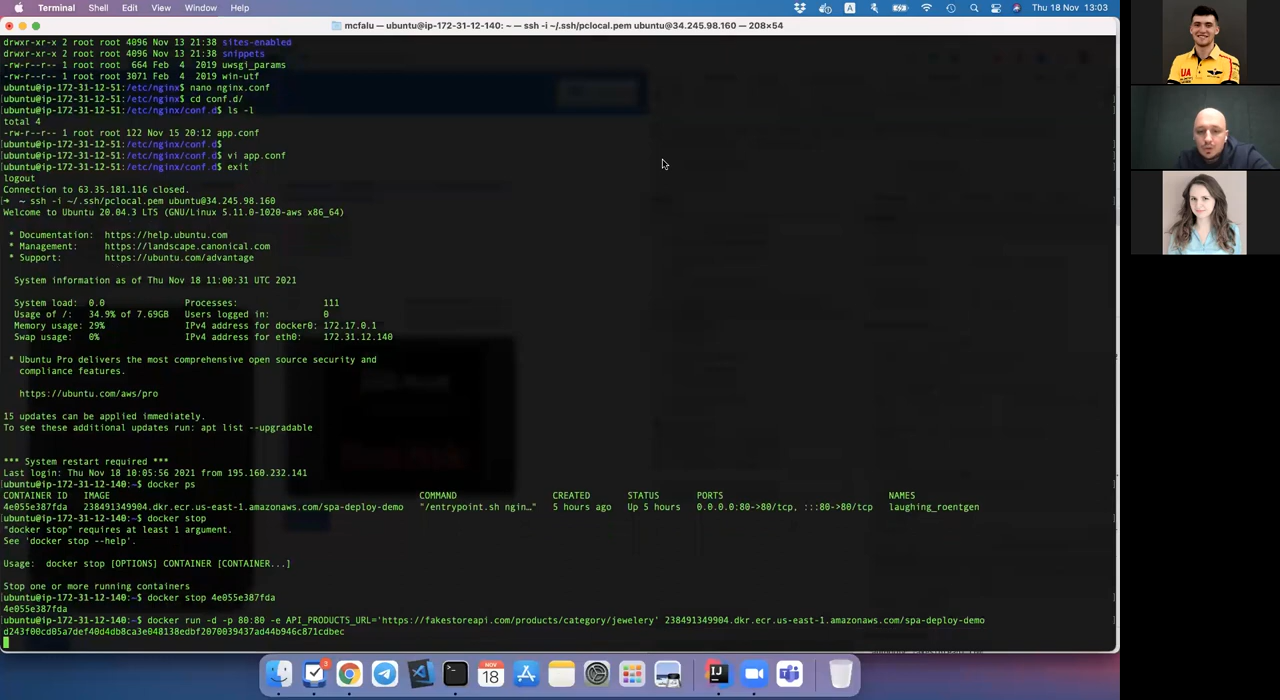 Terminal Shell Edit View Window Help
A
Thu 18 Nov 13:03
mcfalu — ubuntu@ip-172-31-12-140: ~ — ssh -i ~/.ssh/pclocal.pem ubuntu@34.245.98.160 — 208×54
drwxr-xr-x 2 root root 4096 Nov 13 21:38 sites-enabled
drwxr-xr-x 2 root root 4096 Nov 13 21:38 snippets
-rw-r--r-- 1 root root 664 Feb 4 2019 uwsgi_params
-rw-r--r-- 1 root root 3071 Feb 4 2019 win-utf
ubuntu@ip-172-31-12-51:/etc/nginx$ nano nginx.conf
ubuntu@ip-172-31-12-51:/etc/nginx$ cd conf.d/
ubuntu@ip-172-31-12-51:/etc/nginx/conf.d$ ls -l
total 4
-rw-r--r-- 1 root root 122 Nov 15 20:12 app.conf
ubuntu@ip-172-31-12-51:/etc/nginx/conf.d$
ubuntu@ip-172-31-12-51:/etc/nginx/conf.d$ vi app.conf
ubuntu@ip-172-31-12-51:/etc/nginx/conf.d$ exit
logout
Connection to 63.35.181.116 closed.
➜ ~ ssh -i ~/.ssh/pclocal.pem ubuntu@34.245.98.160
Welcome to Ubuntu 20.04.3 LTS (GNU/Linux 5.11.0-1020-aws x86_64)
* Documentation: https://help.ubuntu.com
* Management: https://landscape.canonical.com
* Support: https://ubuntu.com/advantage
System information as of Thu Nov 18 11:00:31 UTC 2021
System load: 0.0 Processes: 111
Usage of /: 34.9% of 7.69GB Users logged in: 0
Memory usage: 29% IPv4 address for docker0: 172.17.0.1
Swap usage: 0% IPv4 address for eth0: 172.31.12.140
* Ubuntu Pro delivers the most comprehensive open source security and
compliance features.
https://ubuntu.com/aws/pro
15 updates can be applied immediately.
To see these additional updates run: apt list --upgradable
*** System restart required ***
Last login: Thu Nov 18 10:05:56 2021 from 195.160.232.141
ubuntu@ip-172-31-12-140:~$ docker ps
CONTAINER ID IMAGE COMMAND CREATED STATUS PORTS NAMES
4e055e387fda 238491349904.dkr.ecr.us-east-1.amazonaws.com/spa-deploy-demo "/entrypoint.sh ngin…" 5 hours ago Up 5 hours 0.0.0.0:80->80/tcp, :::80->80/tcp laughing_roentgen
ubuntu@ip-172-31-12-140:~$ docker stop
"docker stop" requires at least 1 argument.
See 'docker stop --help'.
Usage: docker stop [OPTIONS] CONTAINER [CONTAINER...]
Stop one or more running containers
ubuntu@ip-172-31-12-140:~$ docker stop 4e055e387fda
4e055e387fda
ubuntu@ip-172-31-12-140:~$ docker run -d -p 80:80 -e API_PRODUCTS_URL='https://fakestoreapi.com/products/category/jewelery' 238491349904.dkr.ecr.us-east-1.amazonaws.com/spa-deploy-demo
d243f00cd05a7def40d4db8ca3e048138edbf2070039437ad44b946c871cdbec
3
NOV
18
IJ
UA